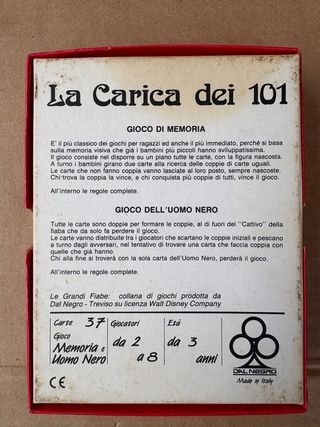 La Carica dei 101
GIOCO DI MEMORIA
E' il più classico dei giochi per ragazzi ed anche il più immediato, perché si basa
sulla memoria visiva che già i bambini più piccoli hanno sviluppatissima.
Il gioco consiste nel disporre su un piano tutte le carte, con la figura nascosta.
A turno i bambini girano due carte alla ricerca delle coppie di carte uguali.
Le carte che non fanno coppia vanno lasciate al loro posto, sempre nascoste.
Chi trova la coppia la vince, e chi conquista più coppie di tutti, vince il gioco.
All'interno le regole complete.
GIOCO DELL'UOMO NERO
Tutte le carte sono doppie per formare le coppie, al di fuori del "Cattivo" della
fiaba che da solo fa perdere il gioco.
Le carte vanno distribuite tra i giocatori che scartano le coppie iniziali e pescano
a turno dagli avversari, nel tentativo di trovare una carta che faccia coppia con
quelle che già hanno.
Chi alla fine si troverà con la sola carta dell'Uomo Nero, perderà il gioco.
All'interno le regole complete.
Le Grandi Fiabe: collana di giochi prodotta da
Dal Negro - Treviso su licenza Walt Disney Company
Carte 37
Gioco
Memoria e
Uomo Nero
Giocatori
da 2
a 8
Età
da 3
anni
DAL NEGRO
Made in Italy
CE